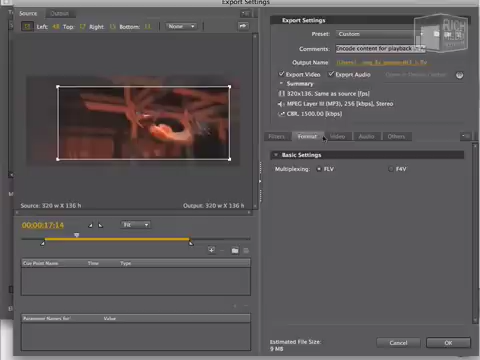 Export Settings
Source
Output
Left:
Top:
Right:
Bottom:
None
Export Settings
Preset:
Custom
Comments:
Encode content for playback
Output Name
Export Video
Export Audio
RICH
Summary
320x136, Same as source [fps]
MPEG Layer III (MP3), 256 [kbps], Stereo
CBR, 1500.00 [kbps]
Filters
Format
Video
Audio
Others
Basic Settings
Multiplexing:
FLV
F4V
Source: 320 w X 136 h
Output: 320 W X 136 h
00;00;17;14
Fit
Cue Point Name
Time
Type
Parameter Name
Value
Estimated File Size:
9 MB
Cancel
OK